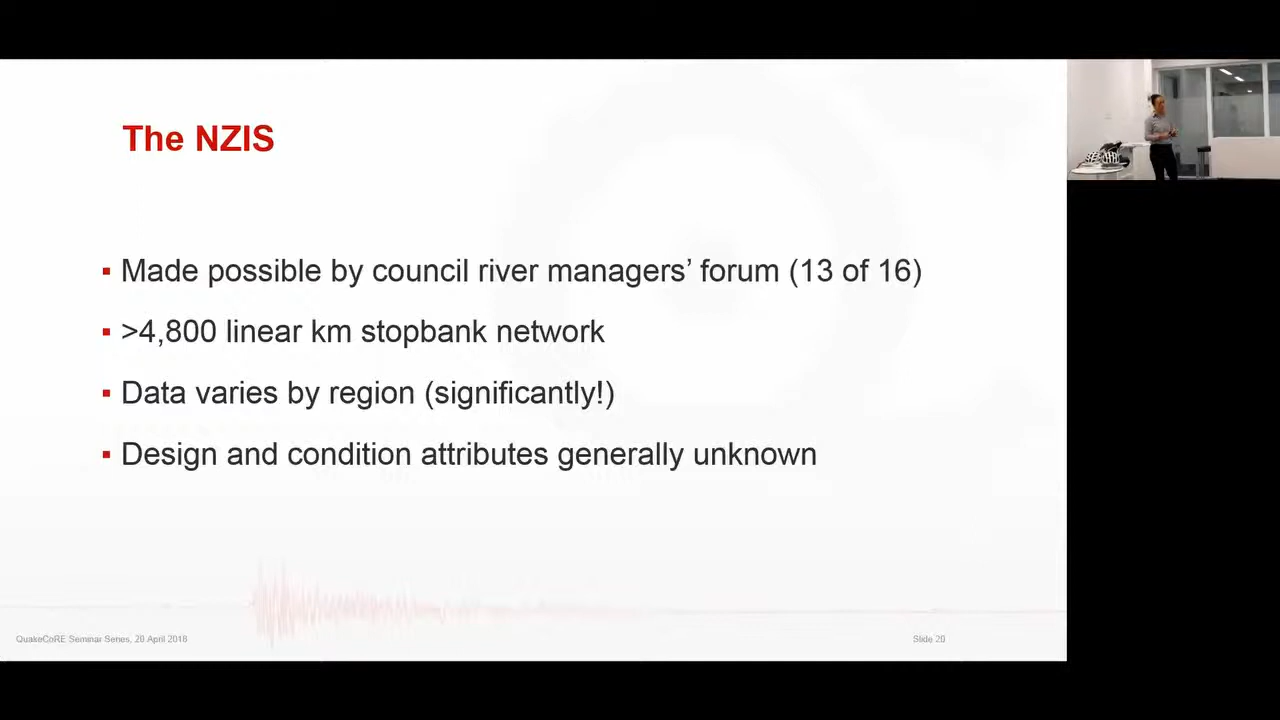 The NZIS
▪ Made possible by council river managers’ forum (13 of 16)
▪ >4,800 linear km stopbank network
▪ Data varies by region (significantly!)
▪ Design and condition attributes generally unknown
QuakeCoRE Seminar Series, 20 April 2018
Slide 20